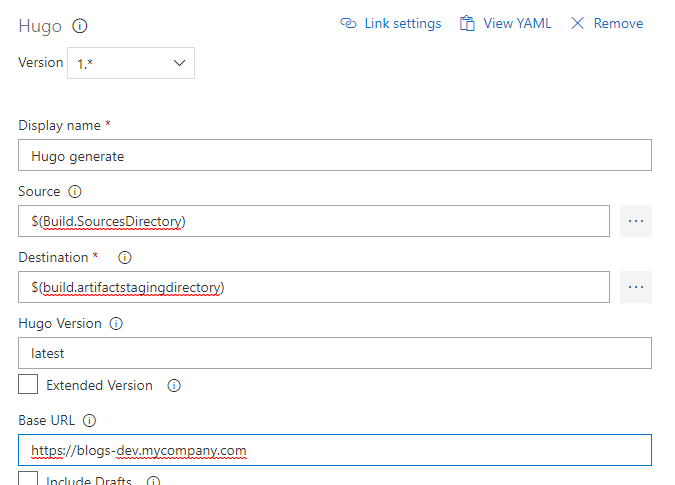 Hugo
Link settings View YAML Remove
Version 1.*
Display name *
Hugo generate
Source
$(Build.SourcesDirectory)
Destination *
$(build.artifactstagingdirectory)
Hugo Version
latest
Extended Version
Base URL
https://blogs-dev.mycompany.com
Include Drafts